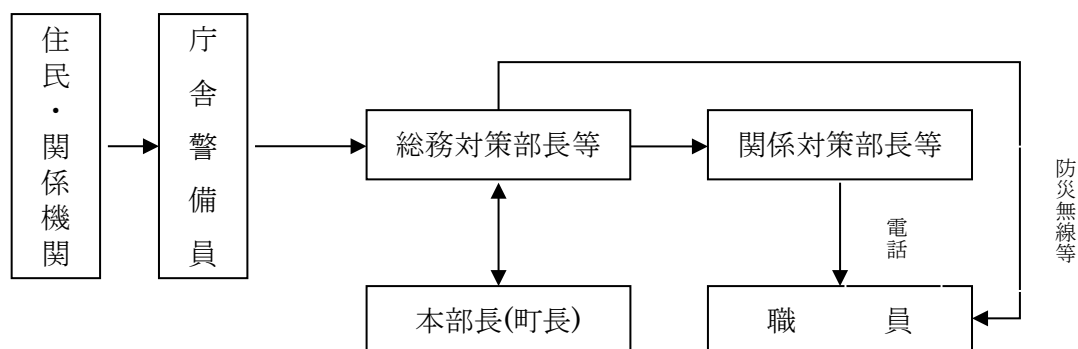 住民・関係機関
庁舎警備員
総務対策部長等
関係対策部長等
防災無線等
電話
本部長(町長)
職　　員